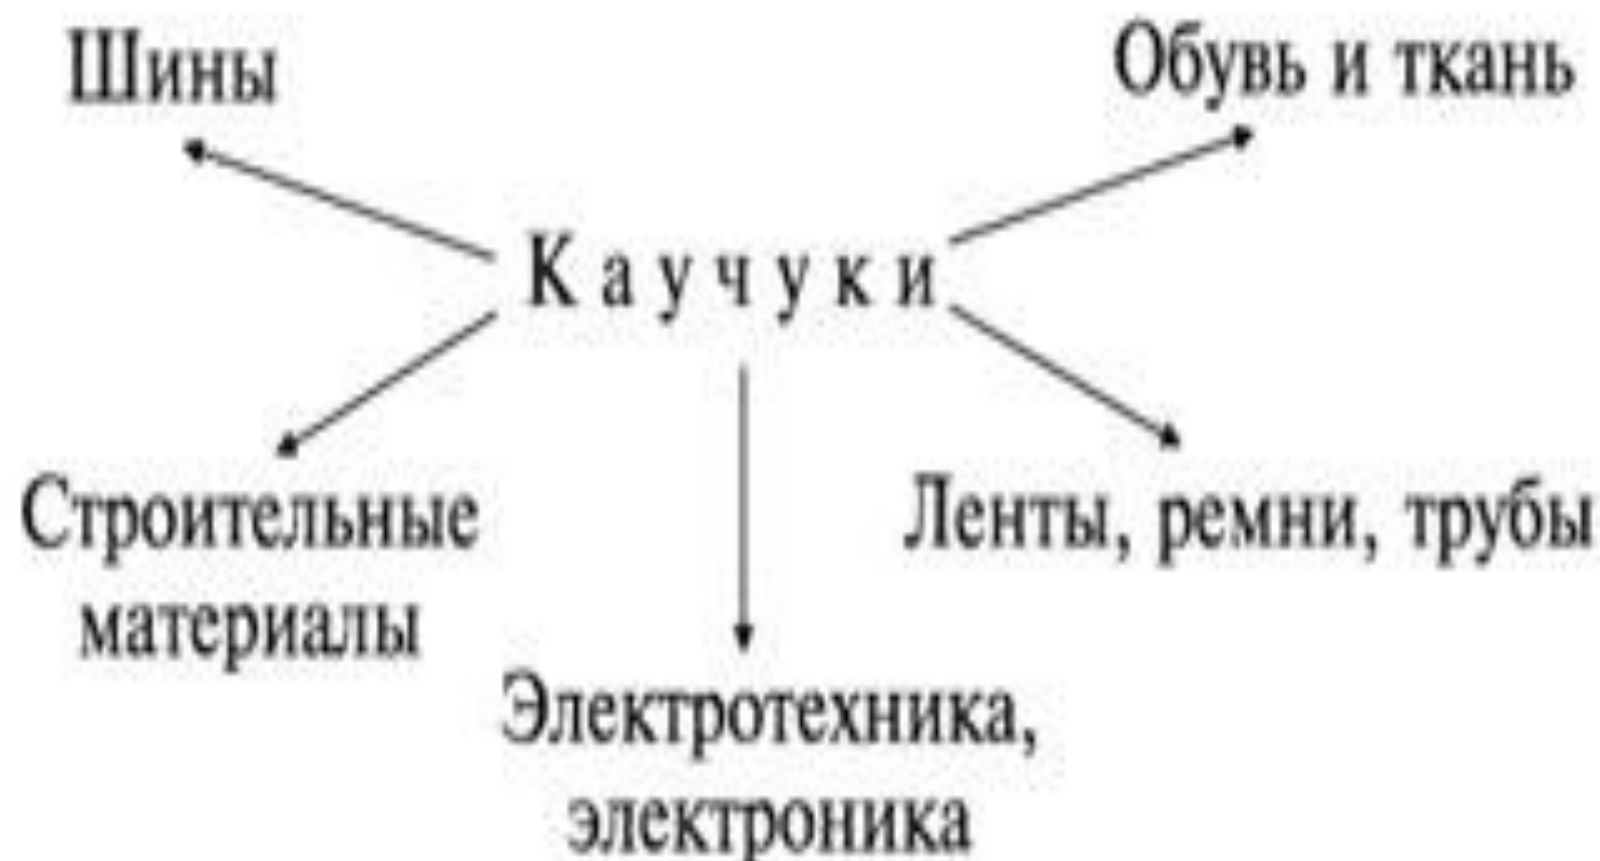 Шины
Обувь и ткань
Каучуки
Строительные
материалы
Ленты, ремни, трубы
Электротехника,
электроника